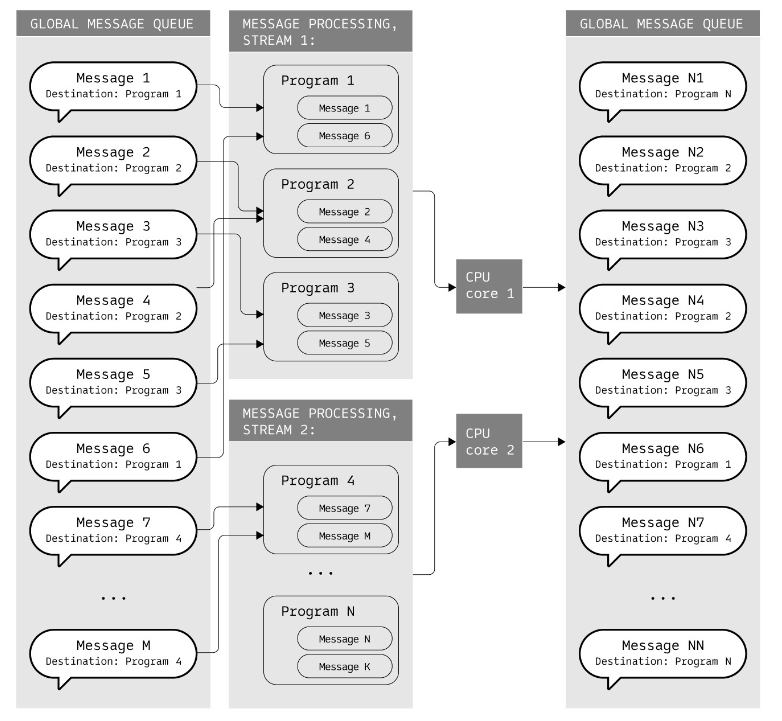 GLOBAL MESSAGE QUEUE
Message 1
Destination: Program 1
Message 2
Destination: Program 2
Message 3
Destination: Program 3
Message 4
Destination: Program 2
Message 5
Destination: Program 3
Message 6
Destination: Program 1
Message 7
Destination: Program 4
...
Message M
Destination: Program 4
MESSAGE PROCESSING,
STREAM 1:
Program 1
Message 1
Message 6
Program 2
Message 2
Message 4
Program 3
Message 3
Message 5
MESSAGE PROCESSING,
STREAM 2:
Program 4
Message 7
Message M
...
Program N
Message N
Message K
CPU
core 1
CPU
core 2
GLOBAL MESSAGE QUEUE
Message N1
Destination: Program N
Message N2
Destination: Program 2
Message N3
Destination: Program 3
Message N4
Destination: Program 2
Message N5
Destination: Program 3
Message N6
Destination: Program 1
Message N7
Destination: Program 4
...
Message NN
Destination: Program N